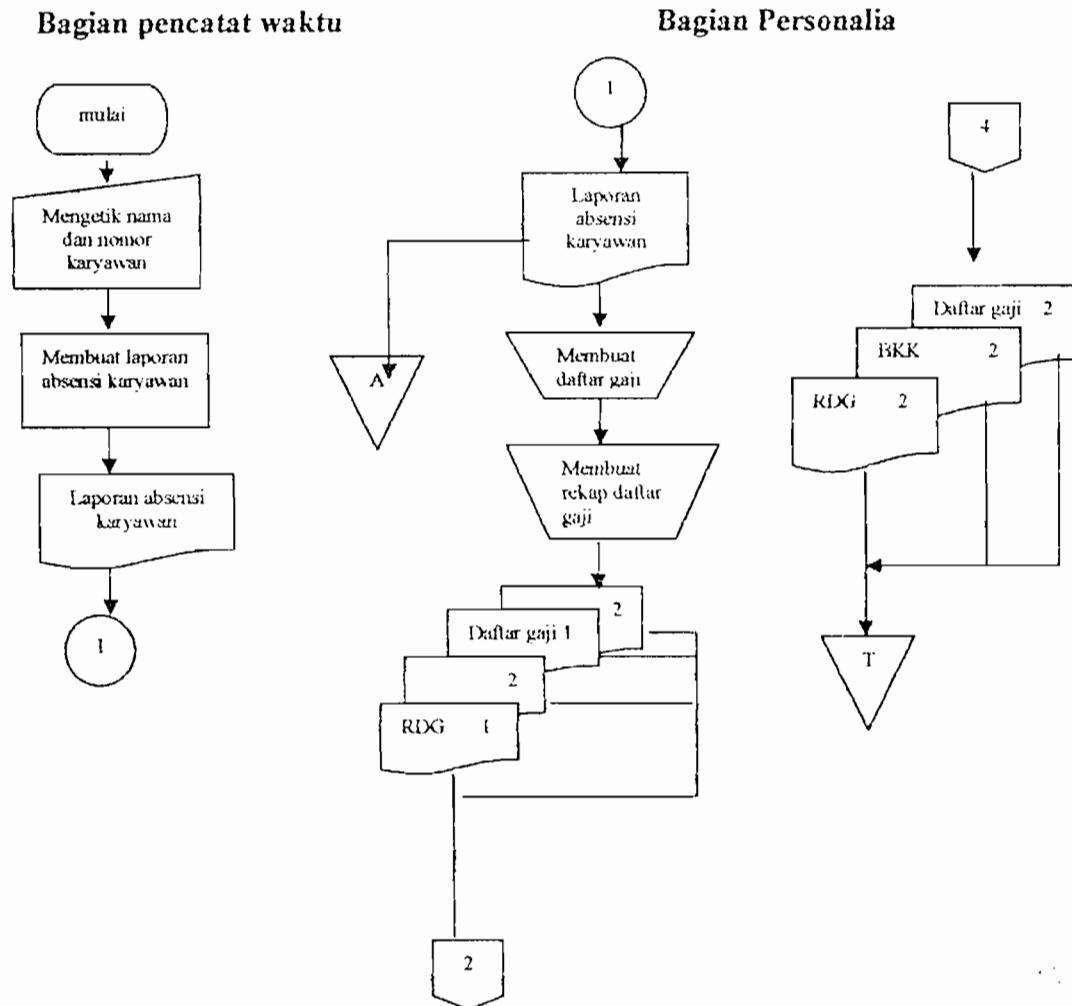 Bagian pencatat waktu
Bagian Personalia
mulai
Mengetik nama
dan nomor
karyawan
Membuat laporan
absensi karyawan
Laporan absensi
karyawan
1
1
Laporan
absensi
karyawan
A
Membuat
daftar gaji
Membuat
rekap daftar
gaji
2
Daftar gaji 1
2
RDG 1
2
4
Daftar gaji 2
BKK 2
RDG 2
T